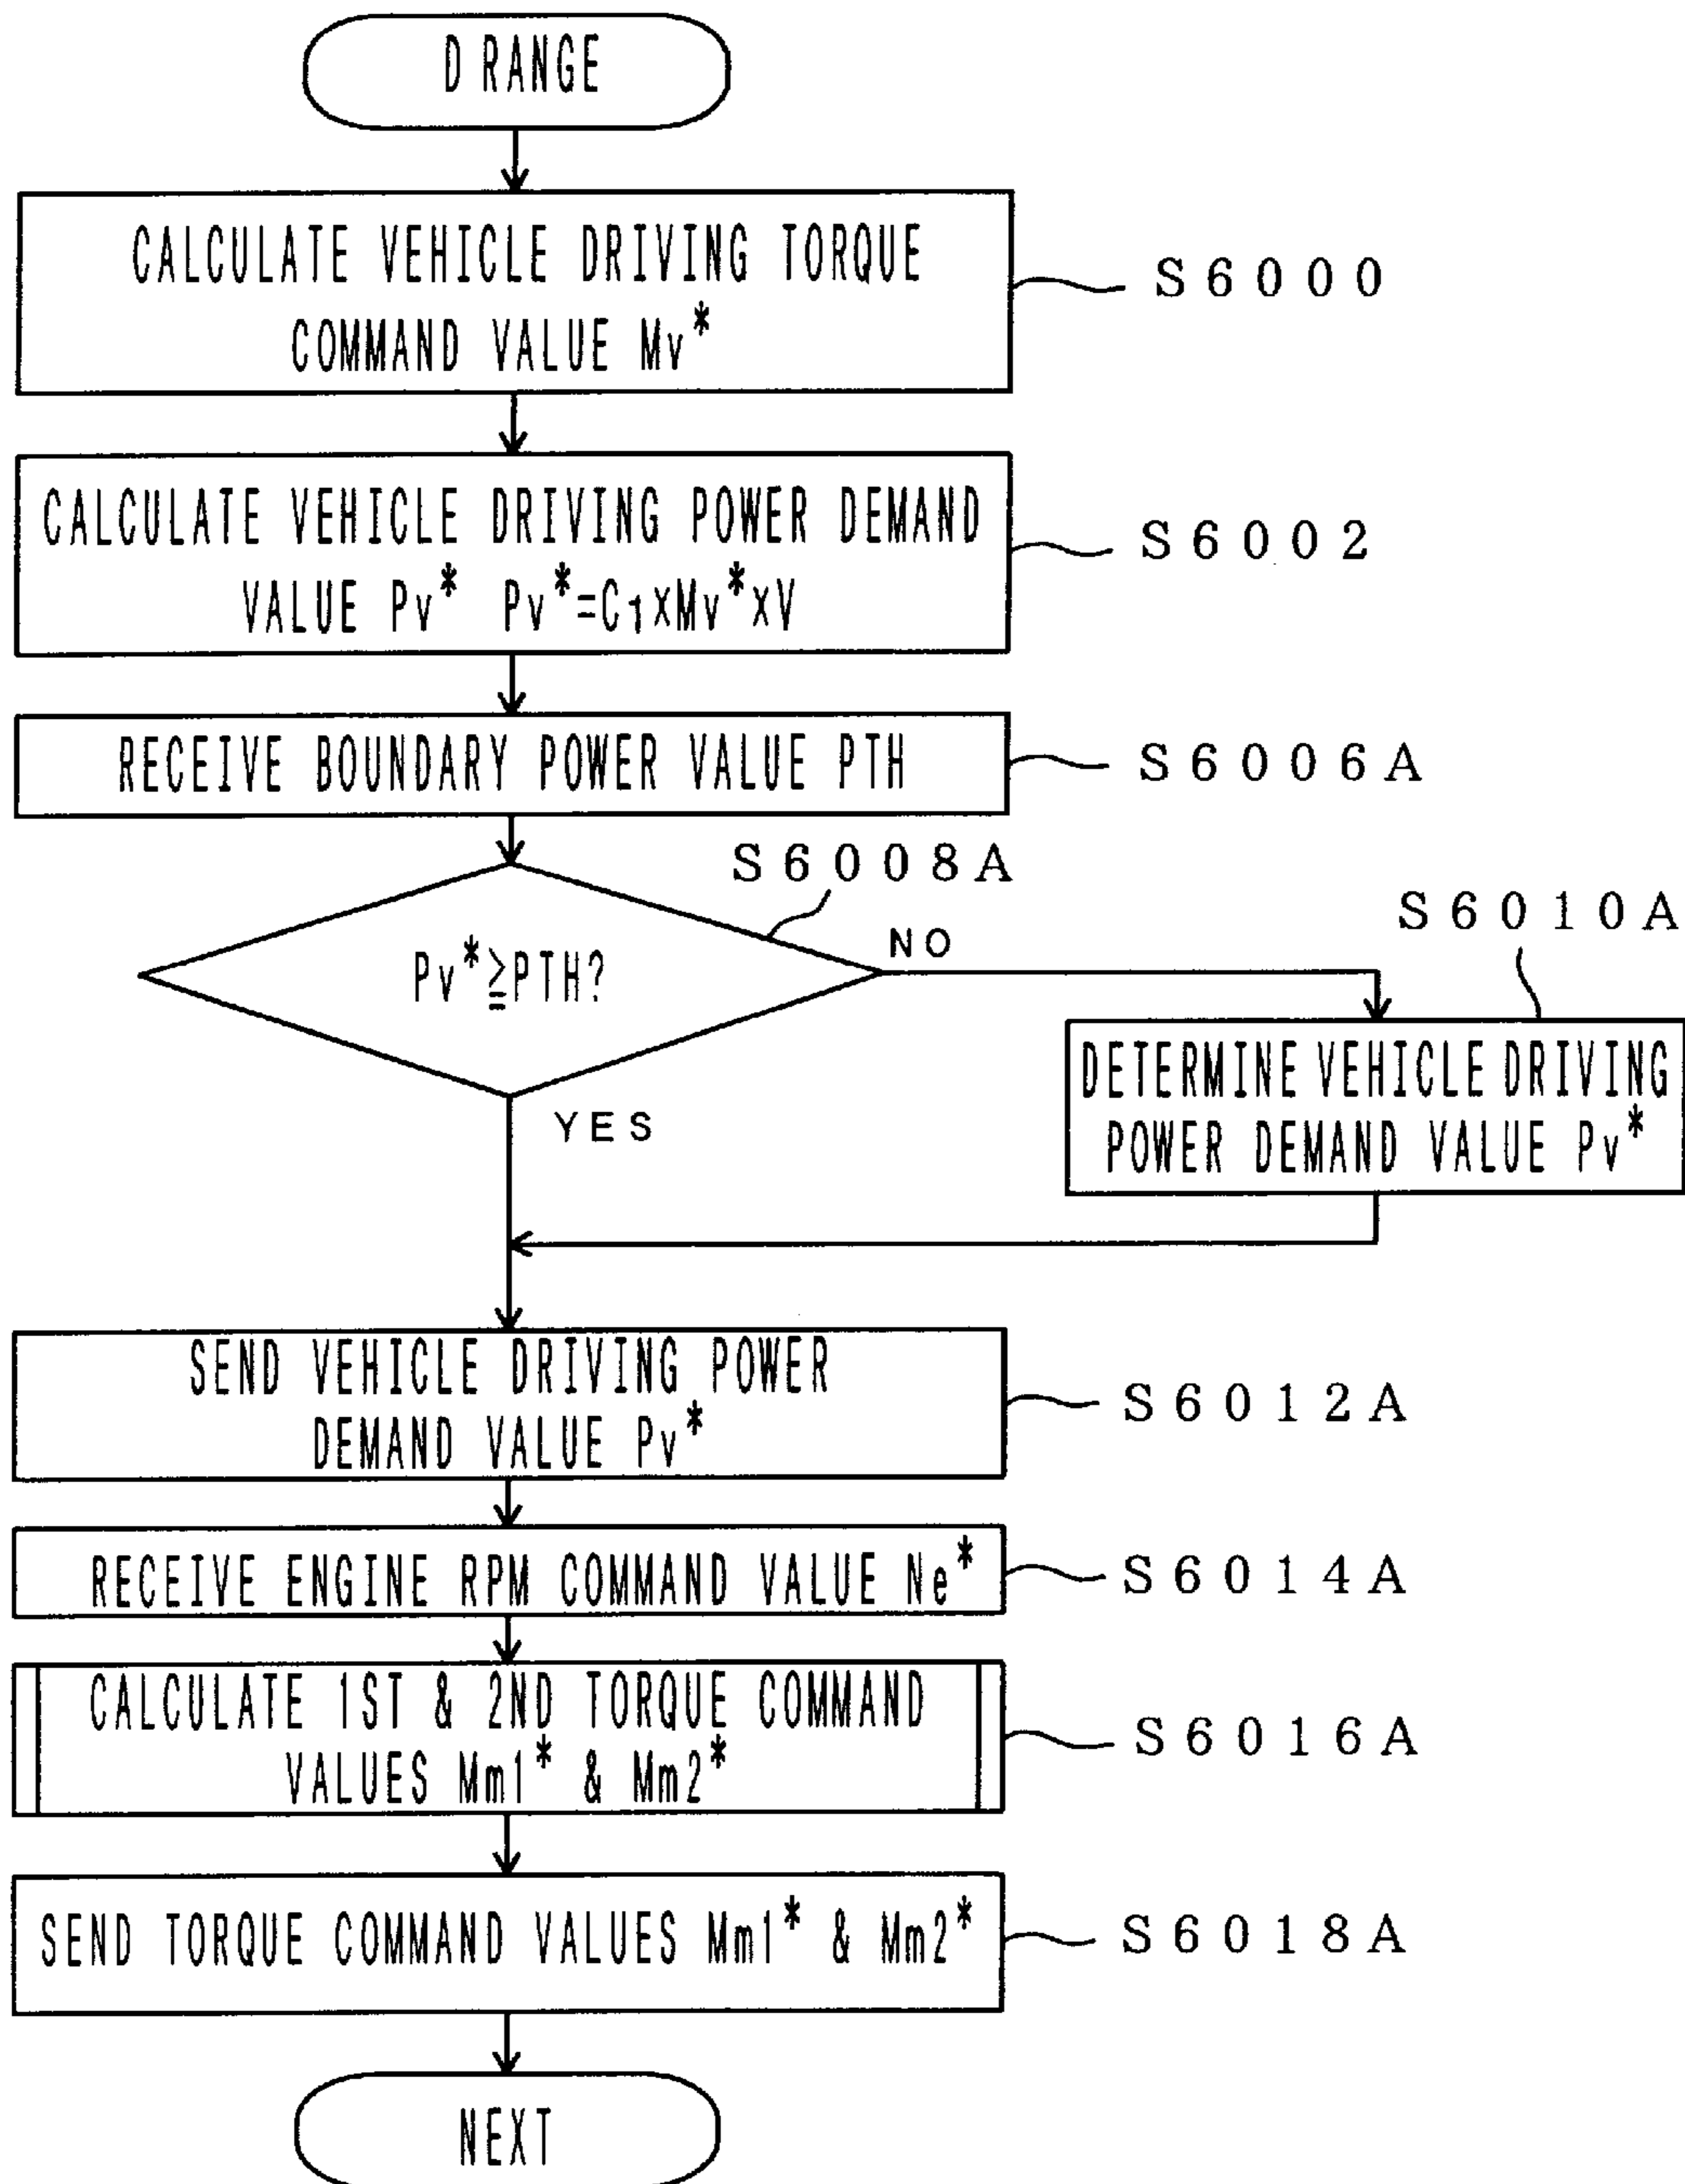 D RANGE
CALCULATE VEHICLE DRIVING TORQUE
COMMAND VALUE Mv*
S6000
CALCULATE VEHICLE DRIVING POWER DEMAND
VALUE Pv* Pv*=C1×Mv*×V
S6002
RECEIVE BOUNDARY POWER VALUE PTH
S6006A
S6008A
Pv*≧PTH?
NO
YES
S6010A
DETERMINE VEHICLE DRIVING
POWER DEMAND VALUE Pv*
SEND VEHICLE DRIVING POWER
DEMAND VALUE Pv*
S6012A
RECEIVE ENGINE RPM COMMAND VALUE Ne*
S6014A
CALCULATE 1ST & 2ND TORQUE COMMAND
VALUES Mm1* & Mm2*
S6016A
SEND TORQUE COMMAND VALUES Mm1* & Mm2*
S6018A
NEXT